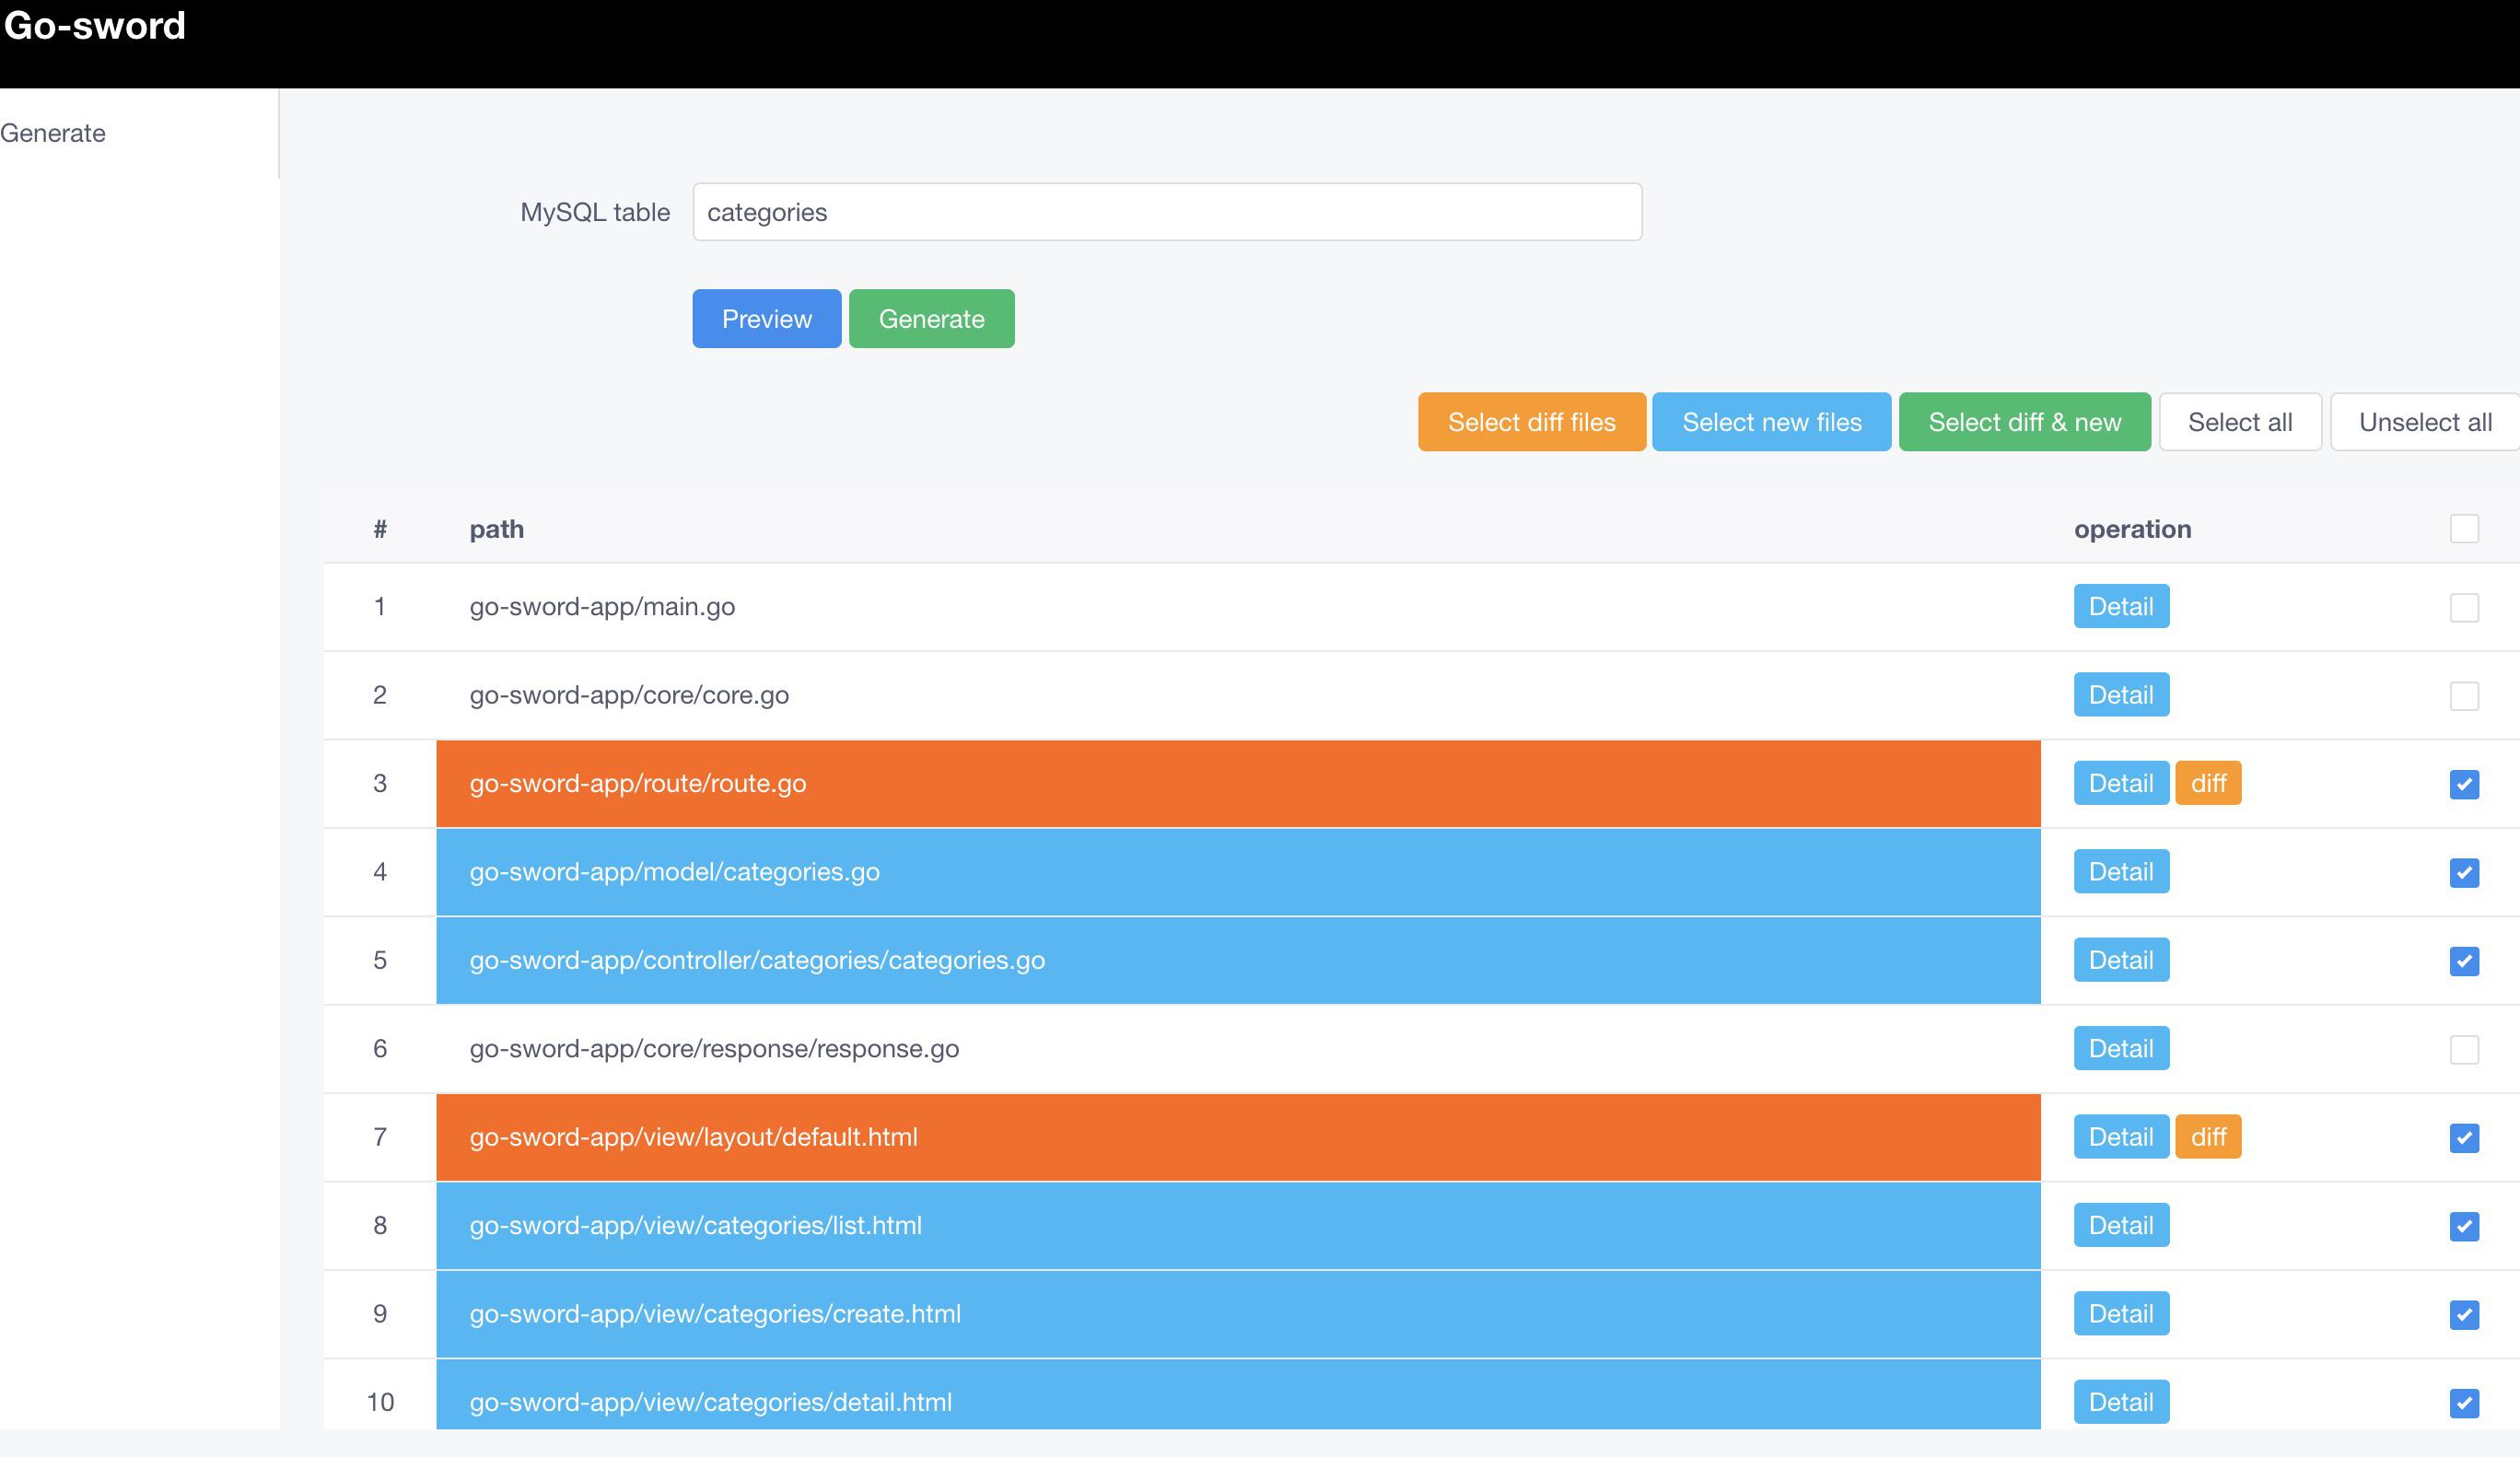 Go-sword
Generate
MySQL table categories
Preview Generate
Select diff files Select new files Select diff & new Select all Unselect all
# path operation
1 go-sword-app/main.go Detail
2 go-sword-app/core/core.go Detail
3 go-sword-app/route/route.go Detail diff
4 go-sword-app/model/categories.go Detail
5 go-sword-app/controller/categories/categories.go Detail
6 go-sword-app/core/response/response.go Detail
7 go-sword-app/view/layout/default.html Detail diff
8 go-sword-app/view/categories/list.html Detail
9 go-sword-app/view/categories/create.html Detail
10 go-sword-app/view/categories/detail.html Detail